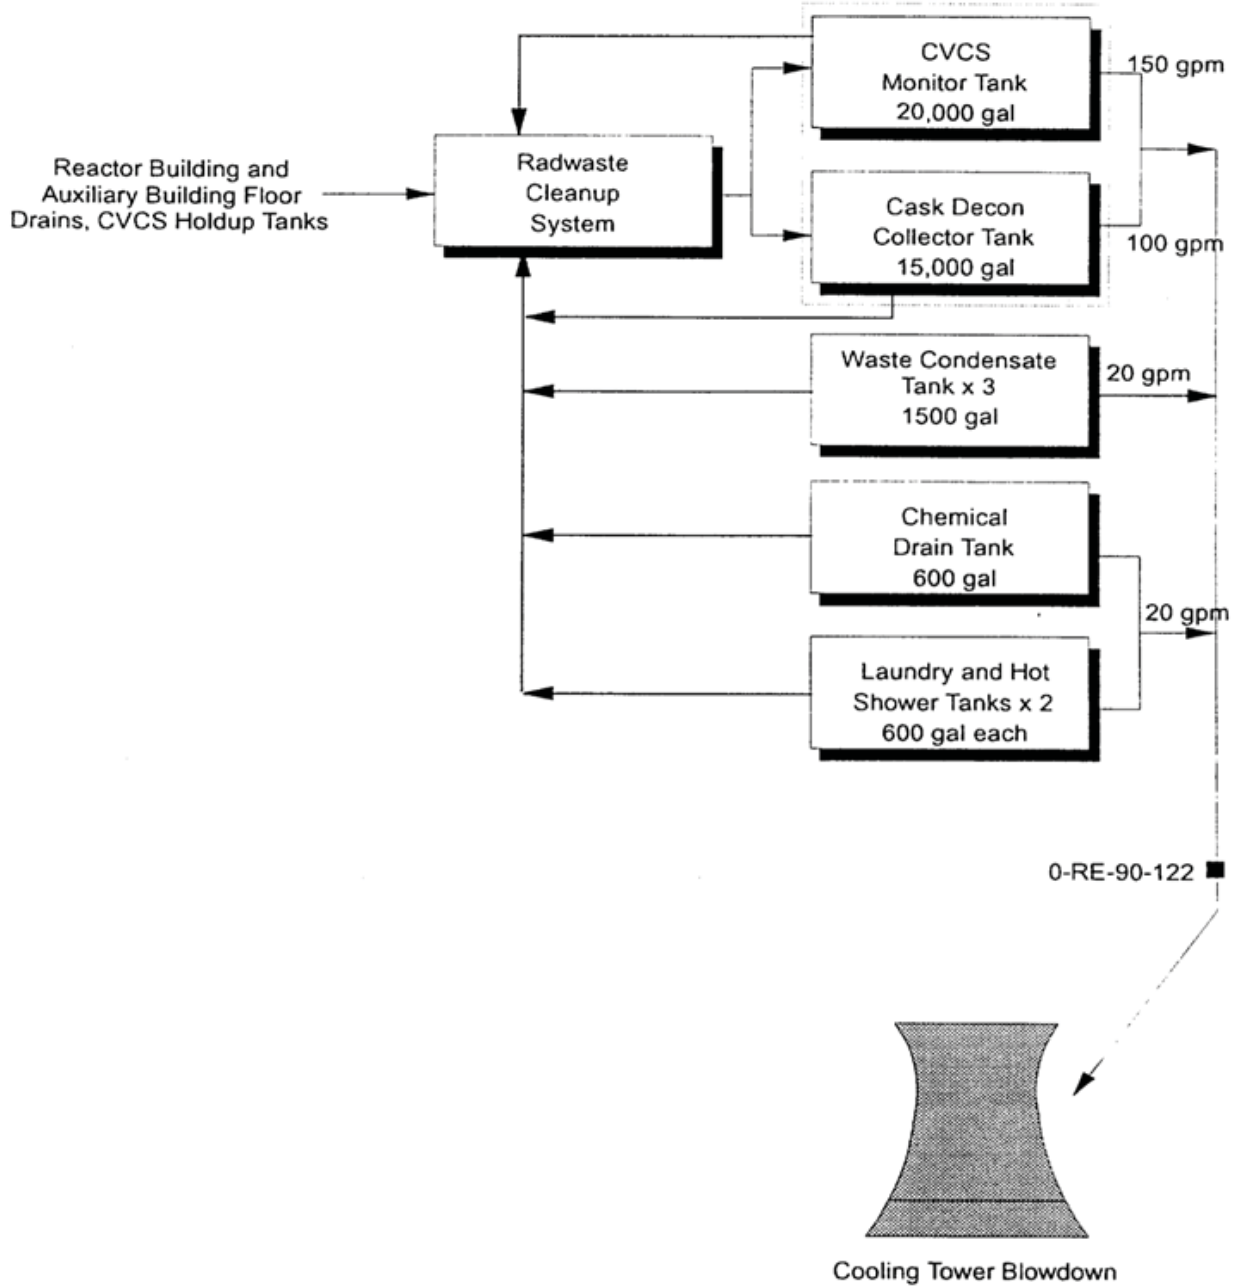 CVCS
Monitor Tank
20,000 gal
150 gpm
Reactor Building and
Auxiliary Building Floor
Drains, CVCS Holdup Tanks
Radwaste
Cleanup
System
Cask Decon
Collector Tank
15,000 gal
100 gpm
Waste Condensate
Tank x 3
1500 gal
20 gpm
Chemical
Drain Tank
600 gal
20 gpm
Laundry and Hot
Shower Tanks x 2
600 gal each
0-RE-90-122
Cooling Tower Blowdown